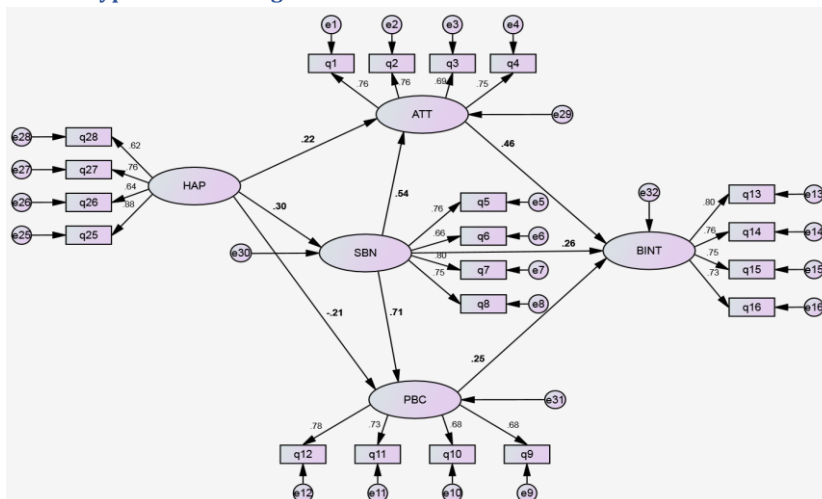 e1 e2 e3 e4
q1 q2 q3 q4
.76 .76 .69 .75
ATT
e29
e28 q28 .62
e27 q27 .76
e26 q26 .64
e25 q25 .88
HAP
.22
.30
-.21
.54
.46
e30
SBN
.76 q5 e5
.66 q6 e6
.80 q7 e7
.75 q8 e8
.26
.71
.25
e32
BINT
.80 q13 e13
.76 q14 e14
.75 q15 e15
.73 q16 e16
PBC
e31
.78 .73 .68 .68
q12 q11 q10 q9
e12 e11 e10 e9